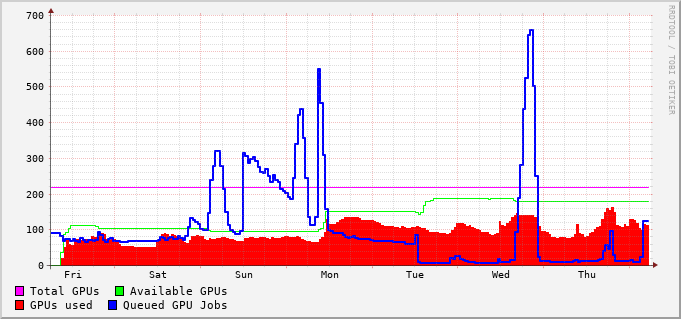 700
600
500
400
300
200
100
0
Fri Sat Sun Mon Tue Wed Thu
Total GPUs Available GPUs
GPUs used Queued GPU Jobs
RRDTOOL / TOBI OETIKER